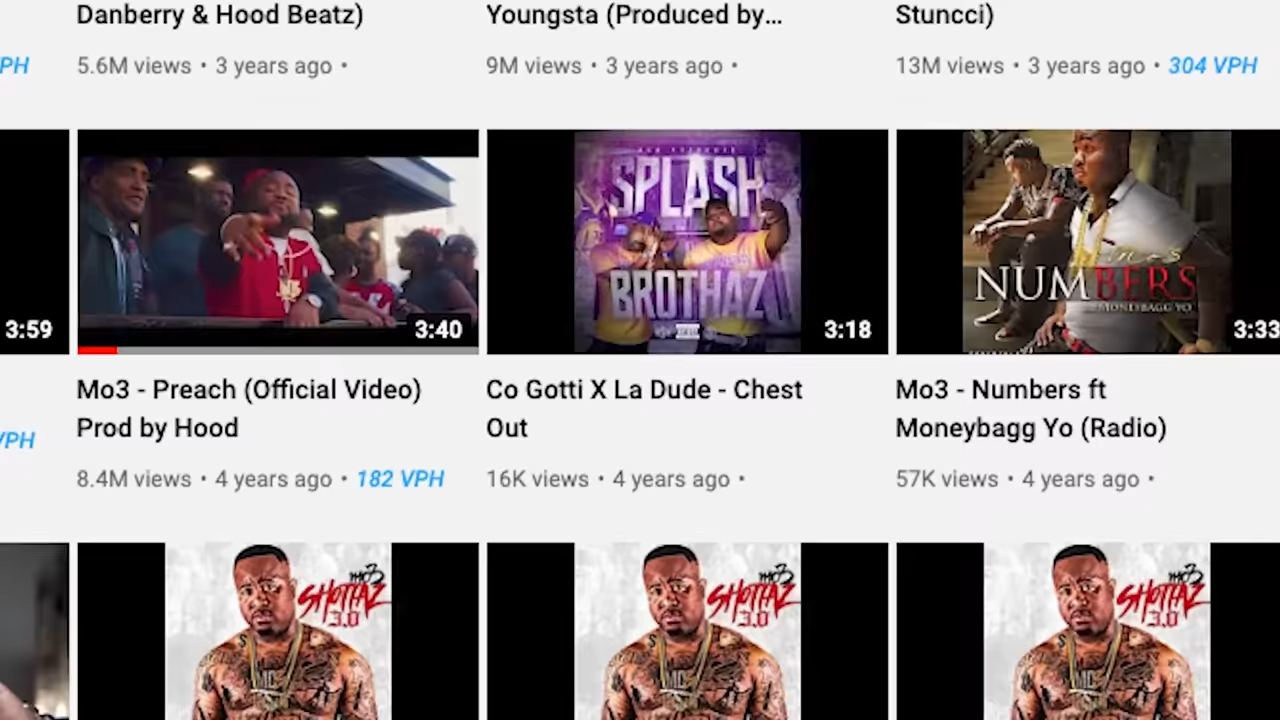 Danberry & Hood Beatz)
Youngsta (Produced by...
Stuncci)
PH
5.6M views • 3 years ago •
9M views • 3 years ago •
13M views • 3 years ago • 304 VPH
3:59
3:40
SPLASH
BROTHAZ
3:18
NUMBERS
MONEYBAGG YO
3:33
Mo3 - Preach (Official Video)
Prod by Hood
Co Gotti X La Dude - Chest
Out
Mo3 - Numbers ft
Moneybagg Yo (Radio)
VPH
8.4M views • 4 years ago • 182 VPH
16K views • 4 years ago •
57K views • 4 years ago •
mo3
SHOTTAZ
3.0
mo3
SHOTTAZ
3.0
mo3
SHOTTAZ
3.0